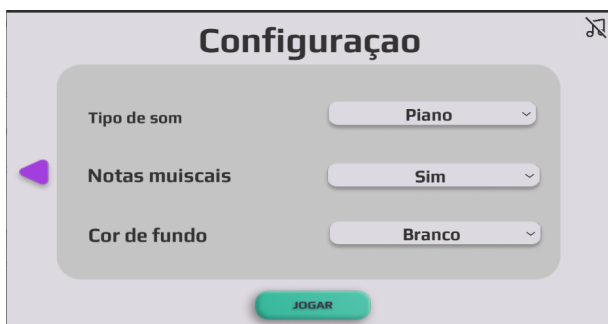 Configuraçao
Tipo de som
Piano
Notas muiscais
Sim
Cor de fundo
Branco
JOGAR